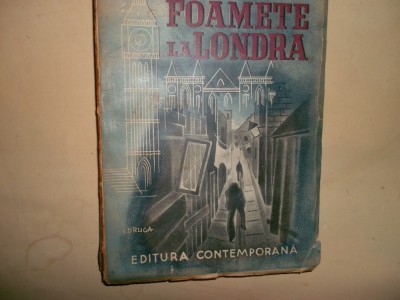 FOAMETE
LA LONDRA
I. DRUGA
EDITURA CONTEMPORANA